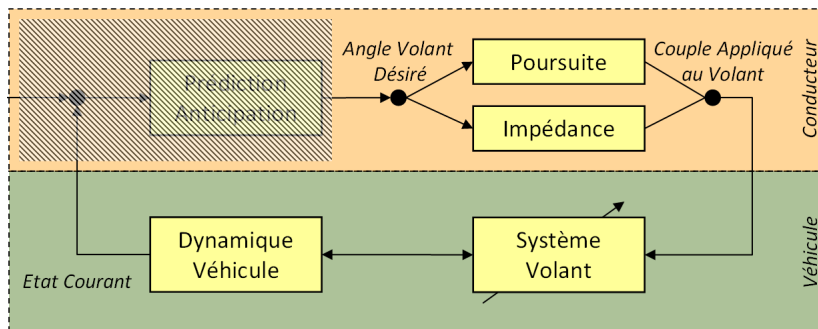 Prédiction
Anticipation
Angle Volant
Désiré
Poursuite
Impédance
Couple Appliqué
au Volant
Conducteur
Etat Courant
Dynamique
Véhicule
Système
Volant
Véhicule